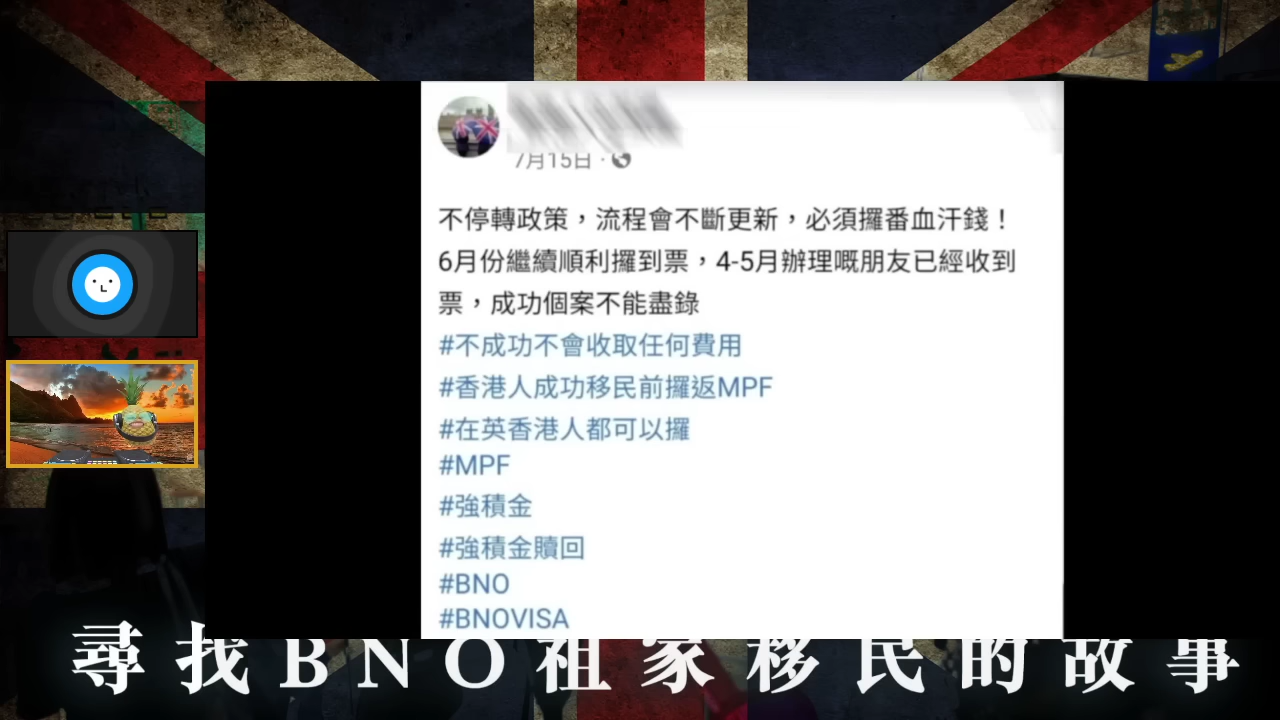 7月15日 ·
不停轉政策，流程會不斷更新，必須攞番血汗錢！
6月份繼續順利攞到票，4-5月辦理嘅朋友已經收到
票，成功個案不能盡錄
#不成功不會收取任何費用
#香港人成功移民前攞返MPF
#在英香港人都可以攞
#MPF
#強積金
#強積金贖回
#BNO
#BNOVISA
尋找BNO祖家移民的故事